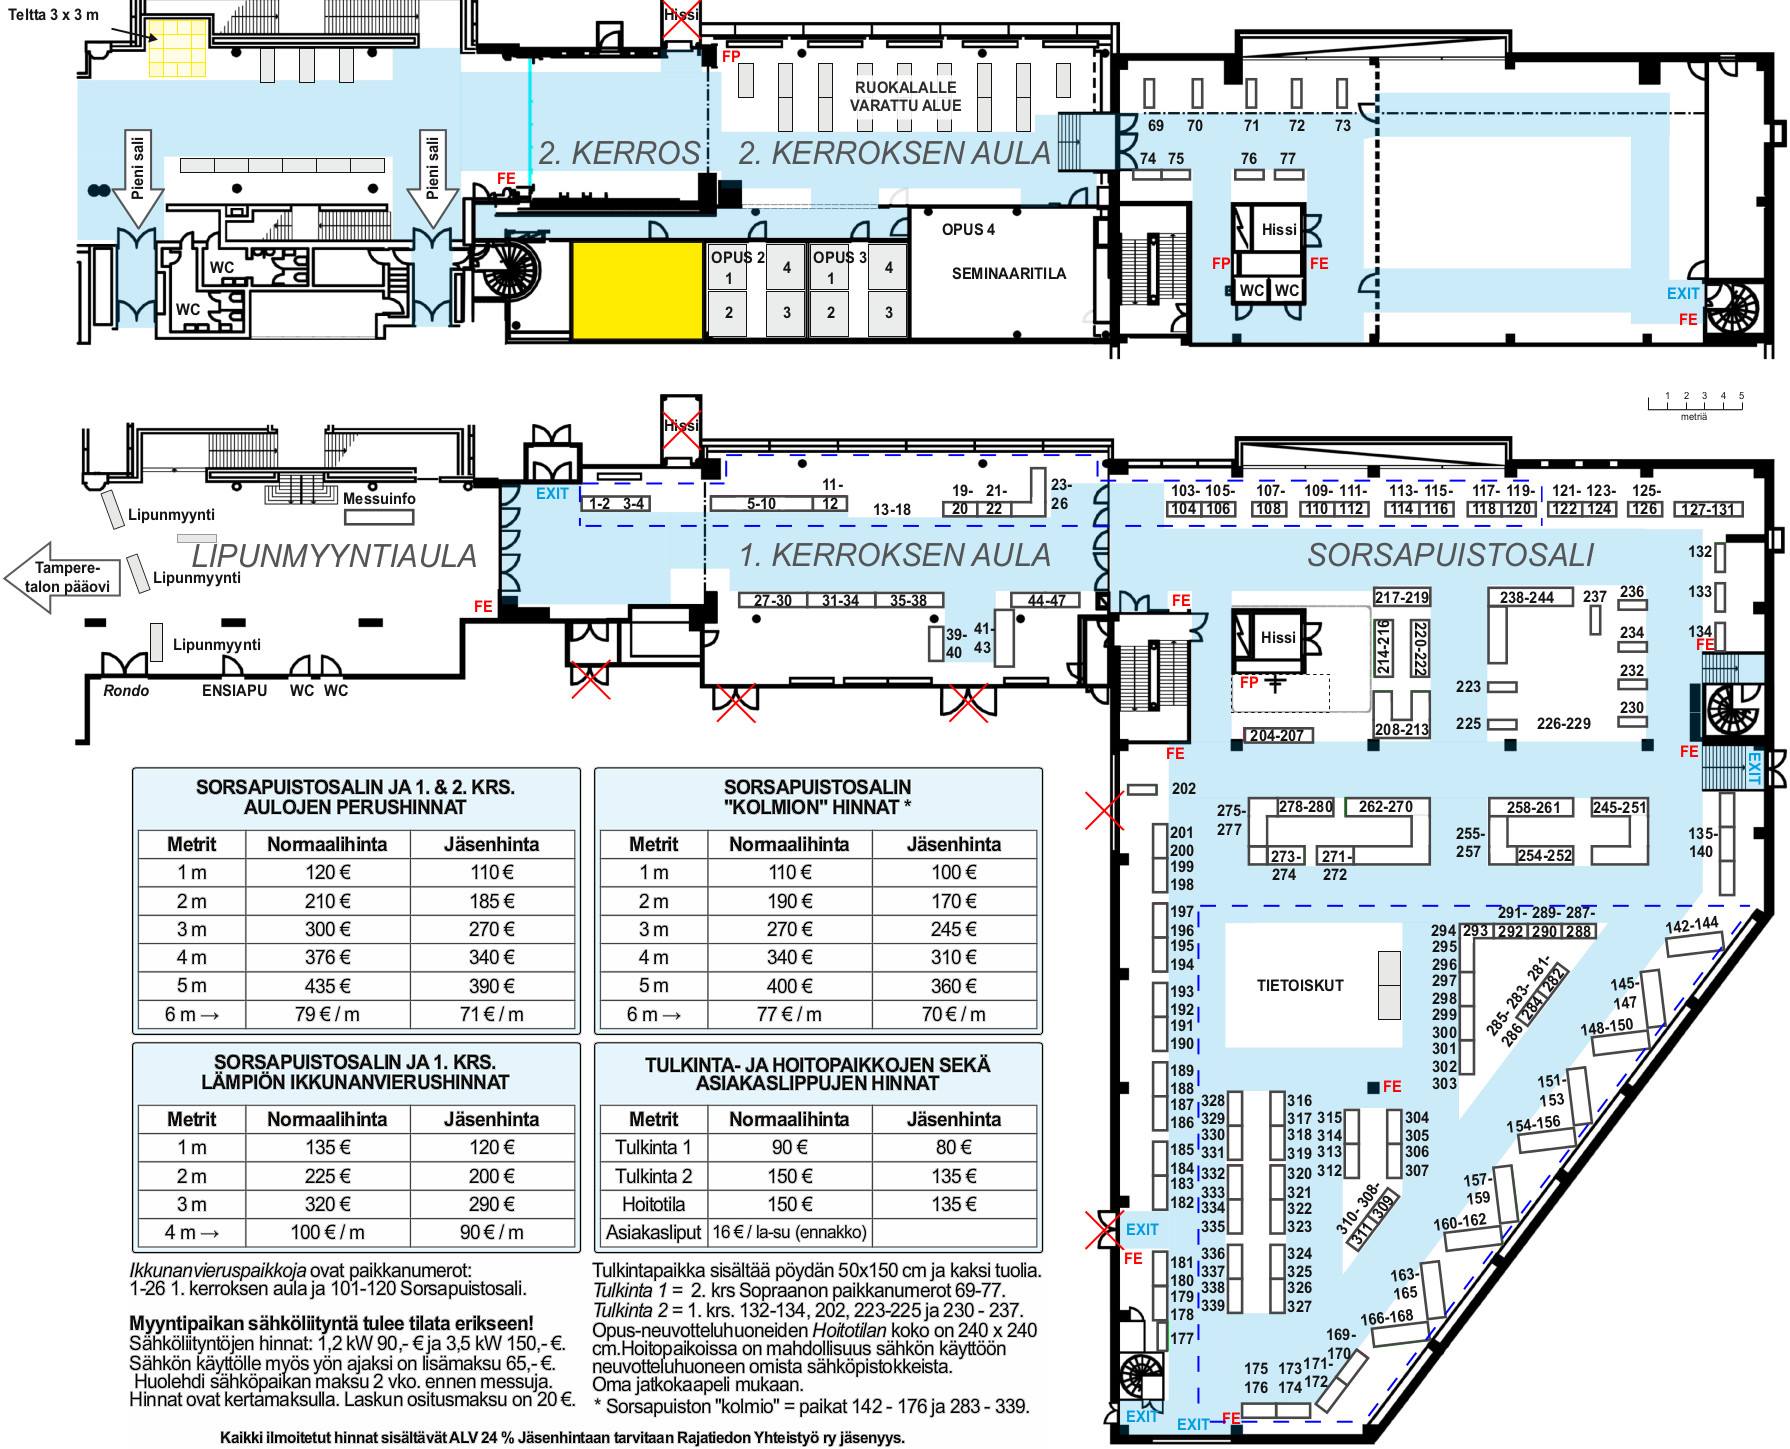 Teltta 3 x 3 m
Hissi
FP
RUOKALALLE
VARATTU ALUE
Pieni sali
Pieni sali
2. KERROS
2. KERROKSEN AULA
FE
69 70 71 72 73
74 75 76 77
Hissi
FP FE
WC WC
WC
WC
OPUS 2
1 4
2 3
OPUS 3
1 4
2 3
OPUS 4
SEMINAARITILA
EXIT
FE
1 2 3 4 5
metriä
Hissi
EXIT
Messuinfo
Lipunmyynti
LIPUNMYYNTIAULA
Lipunmyynti
Tampere-
talon pääovi
Lipunmyynti
FE
Rondo
ENSIAPU
WC WC
1-2 3-4
5-10
11-
12
13-18
19-
20
21-
22
23-
26
1. KERROKSEN AULA
27-30 31-34 35-38
39-
40
41-
43
44-47
103-
104
105-
106
107-
108
109-
110
111-
112
113-
114
115-
116
117-
118
119-
120
121-
122
123-
124
125-
126
127-131
SORSAPUISTOSALI
132
133
134
FE
FE
Hissi
FP
217-219
214-216
220-222
208-213
204-207
238-244
237
236
234
232
230
223
225
226-229
FE
FE
EXIT
202
275-
277
278-280
262-270
273-
274
271-
272
258-261
245-251
255-
257
254-252
135-
140
201
200
199
198
197
196
195
194
193
192
191
190
189
188
187
186
185
184
183
182
EXIT
FE
181
180
179
178
177
EXIT
EXIT
FE
TIETOISKUT
291-
292
289-
290
287-
288
294 293
295
296
297
298
299
300
301
302
303
285-
286
283-
284
281-
282
142-144
145-
147
148-150
151-
153
154-156
157-
159
160-162
163-
165
166-168
169-
170
171-
172
173
174
175
176
FE
328
329
330
331
332
333
334
335
336
337
338
339
316
317
318
319
320
321
322
323
324
325
326
327
315
314
313
312
304
305
306
307
310-
311
308-
309
SORSAPUISTOSALIN JA 1. & 2. KRS.
AULOJEN PERUSHINNAT
Metrit Normaalihinta Jäsenhinta
1 m 120 € 110 €
2 m 210 € 185 €
3 m 300 € 270 €
4 m 376 € 340 €
5 m 435 € 390 €
6 m → 79 € / m 71 € / m
SORSAPUISTOSALIN
"KOLMION" HINNAT *
Metrit Normaalihinta Jäsenhinta
1 m 110 € 100 €
2 m 190 € 170 €
3 m 270 € 245 €
4 m 340 € 310 €
5 m 400 € 360 €
6 m → 77 € / m 70 € / m
SORSAPUISTOSALIN JA 1. KRS.
LÄMPIÖN IKKUNANVIERUSHINNAT
Metrit Normaalihinta Jäsenhinta
1 m 135 € 120 €
2 m 225 € 200 €
3 m 320 € 290 €
4 m → 100 € / m 90 € / m
TULKINTA- JA HOITOPAIKKOJEN SEKÄ
ASIAKASLIPPUJEN HINNAT
Metrit Normaalihinta Jäsenhinta
Tulkinta 1 90 € 80 €
Tulkinta 2 150 € 135 €
Hoitotila 150 € 135 €
Asiakasliput 16 € / la-su (ennakko)
Ikkunanvieruspaikkoja ovat paikkanumerot:
1-26 1. kerroksen aula ja 101-120 Sorsapuistosali.
Myyntipaikan sähköliityntä tulee tilata erikseen!
Sähköliityntöjen hinnat: 1,2 kW 90,- € ja 3,5 kW 150,- €.
Sähkön käyttölle myös yön ajaksi on lisämaksu 65,- €.
Huolehdi sähköpaikan maksu 2 vko. ennen messuja.
Hinnat ovat kertamaksulla. Laskun ositusmaksu on 20 €.
Tulkintapaikka sisältää pöydän 50x150 cm ja kaksi tuolia.
Tulkinta 1 = 2. krs Sopraanon paikkanumerot 69-77.
Tulkinta 2 = 1. krs. 132-134, 202, 223-225 ja 230 - 237.
Opus-neuvotteluhuoneiden Hoitotilan koko on 240 x 240
cm.Hoitopaikoissa on mahdollisuus sähkön käyttöön
neuvotteluhuoneen omista sähköpistokkeista.
Oma jatkokaapeli mukaan.
* Sorsapuiston "kolmio" = paikat 142 - 176 ja 283 - 339.
Kaikki ilmoitetut hinnat sisältävät ALV 24 % Jäsenhintaan tarvitaan Rajatiedon Yhteistyö ry jäsenyys.